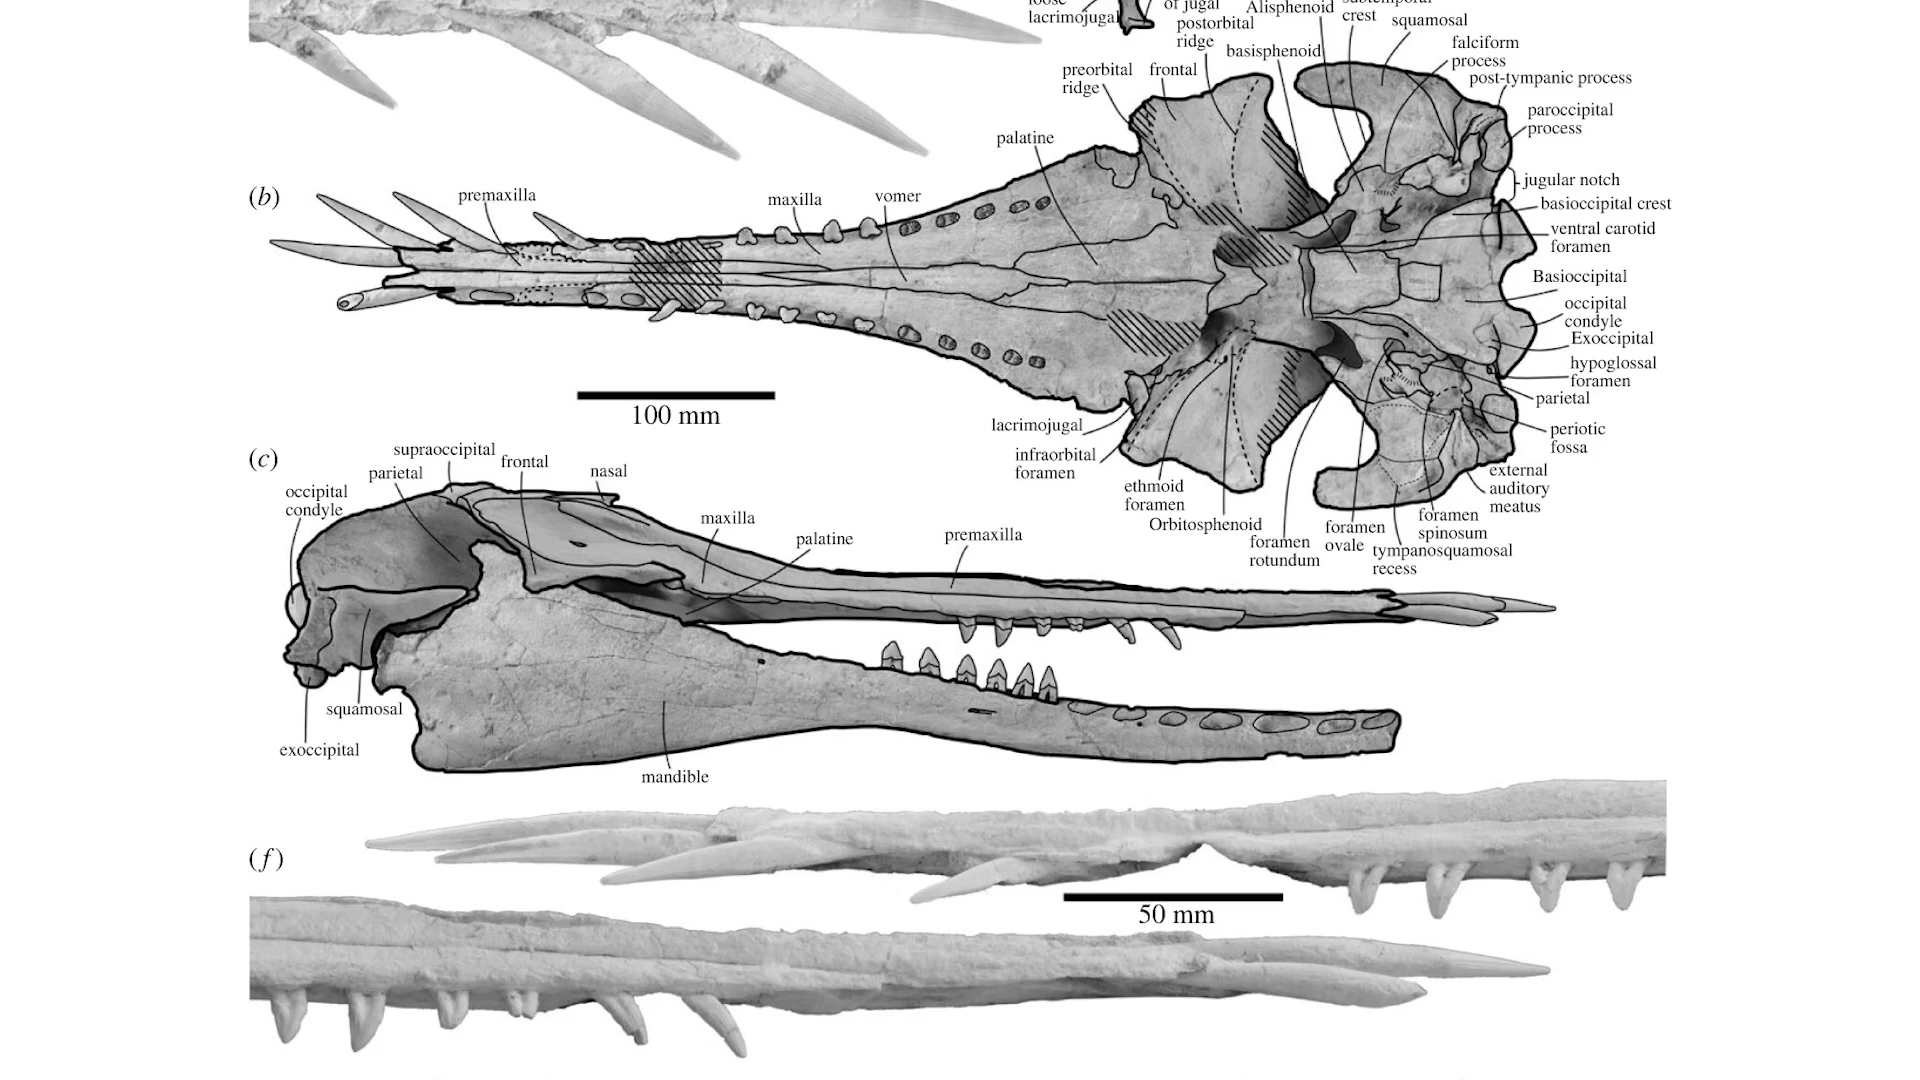 loose
lacrimojugal
of jugal
postorbital
ridge
Alisphenoid
subtemporal
crest
squamosal
basisphenoid
falciform
process
post-tympanic process
preorbital
ridge
frontal
paroccipital
process
palatine
jugular notch
(b)
premaxilla
maxilla
vomer
basioccipital crest
ventral carotid
foramen
Basioccipital
occipital
condyle
Exoccipital
hypoglossal
foramen
parietal
100 mm
lacrimojugal
infraorbital
foramen
periotic
fossa
external
auditory
meatus
ethmoid
foramen
Orbitosphenoid
foramen
rotundum
foramen
ovale
foramen
spinosum
tympanosquamosal
recess
(c)
supraoccipital
parietal
frontal
nasal
occipital
condyle
maxilla
palatine
premaxilla
squamosal
exoccipital
mandible
(f)
50 mm